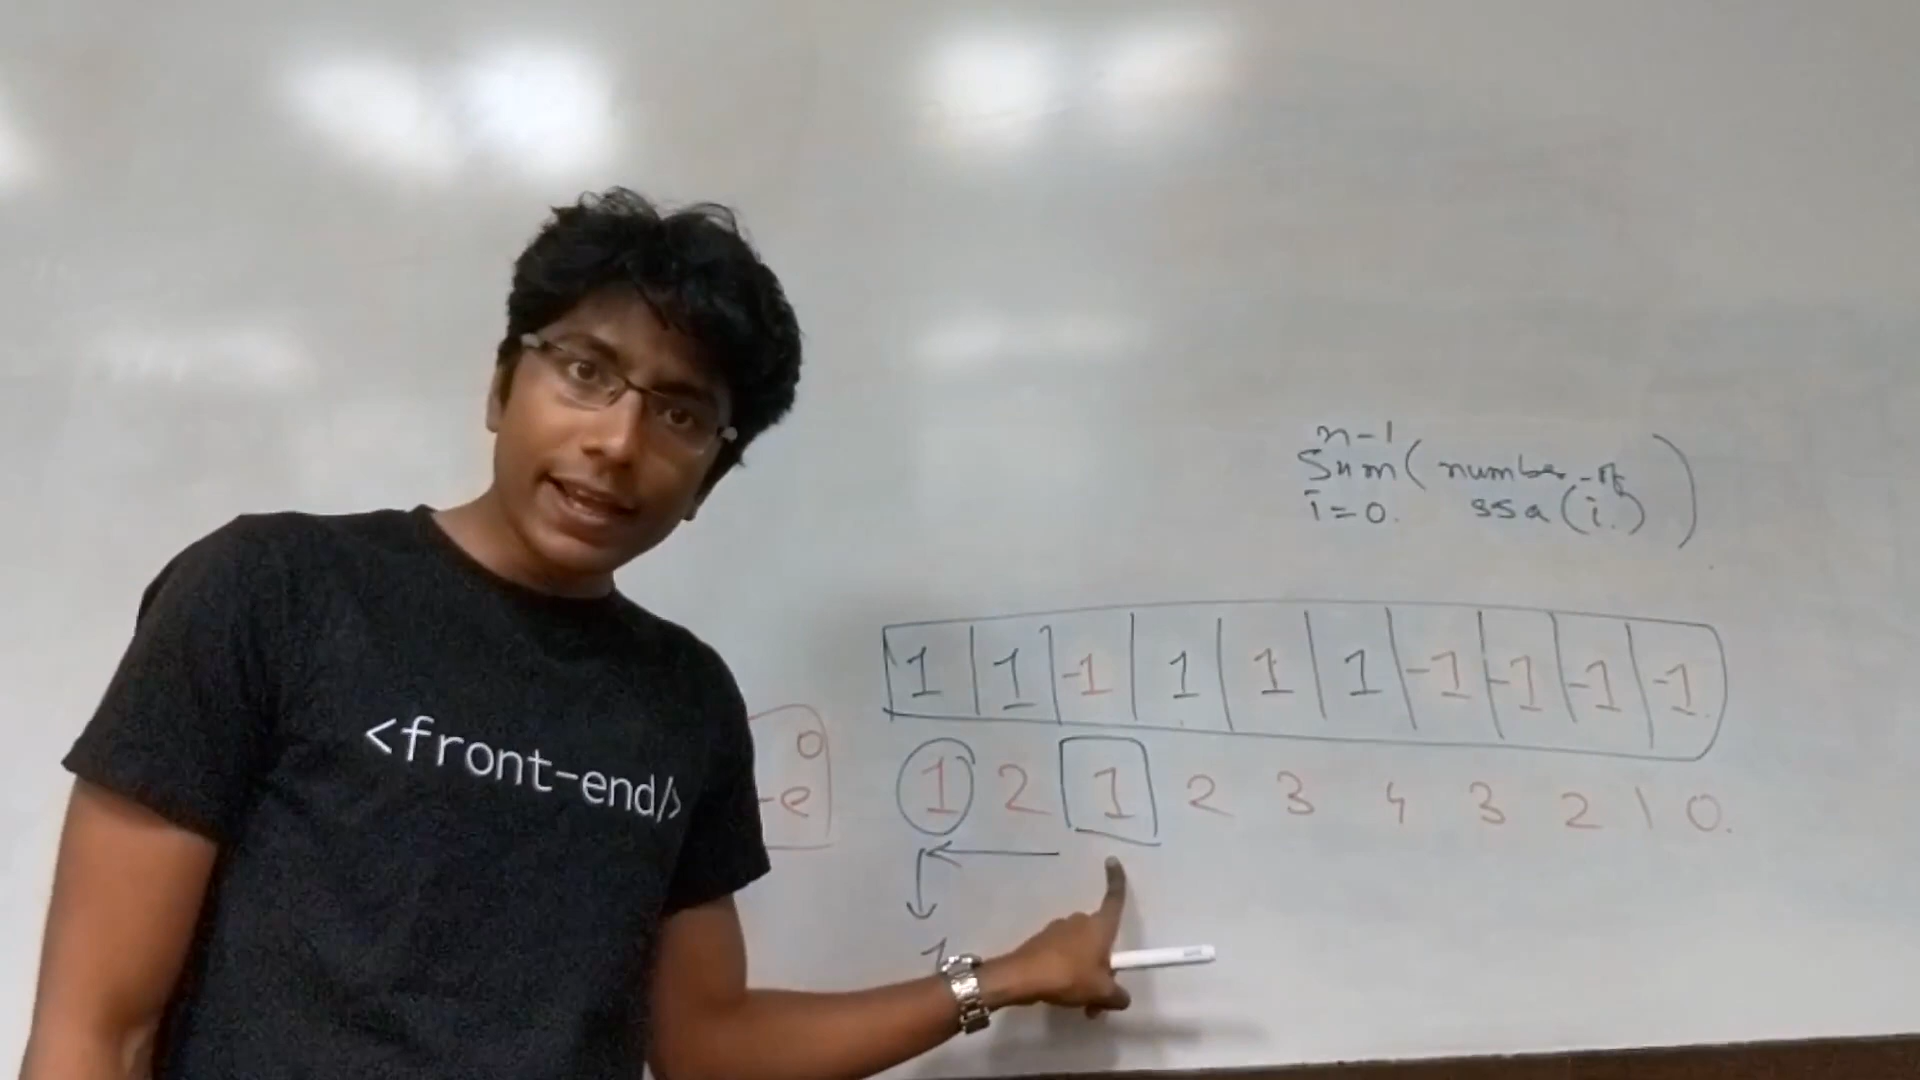 n-1
Sum( number-of
i=0. ssa(i.) )
1 1 -1 1 1 1 -1 -1 -1 -1
o
-e
1 2 1 2 3 4 3 2 1 0.
1
<front-end/>